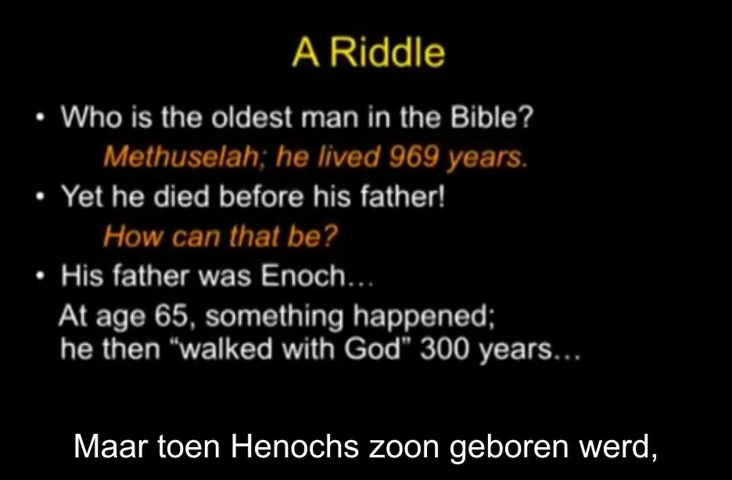 A Riddle
• Who is the oldest man in the Bible?
Methuselah; he lived 969 years.
• Yet he died before his father!
How can that be?
• His father was Enoch…
At age 65, something happened;
he then “walked with God” 300 years…
Maar toen Henochs zoon geboren werd,